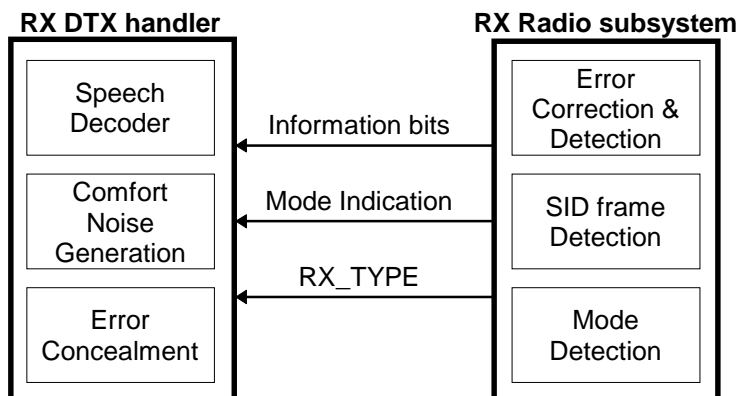 RX DTX handler
RX Radio subsystem
Speech
Decoder
Comfort
Noise
Generation
Error
Concealment
Information bits
Mode Indication
RX_TYPE
Error
Correction &
Detection
SID frame
Detection
Mode
Detection